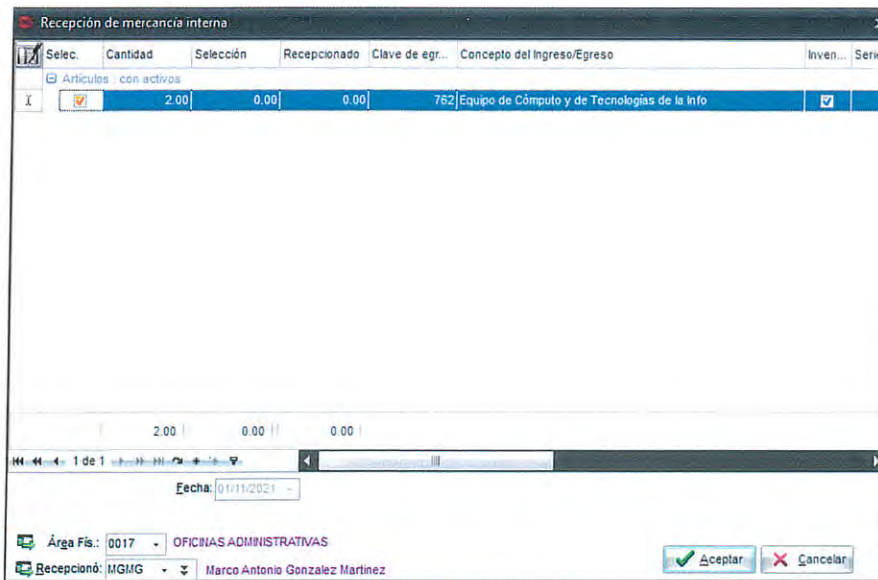 Recepción de mercancía interna
Selec. Cantidad Selección Recepcionado Clave de egr... Concepto del Ingreso/Egreso Inven... Serie
Artículos : con activos
2.00 0.00 0.00 762 Equipo de Cómputo y de Tecnologías de la Info
2.00 0.00 0.00
1 de 1
Fecha: 01/11/2021
Área Fís.: 0017 OFICINAS ADMINISTRATIVAS
Recepcionó: MGMG Marco Antonio Gonzalez Martinez
Aceptar Cancelar